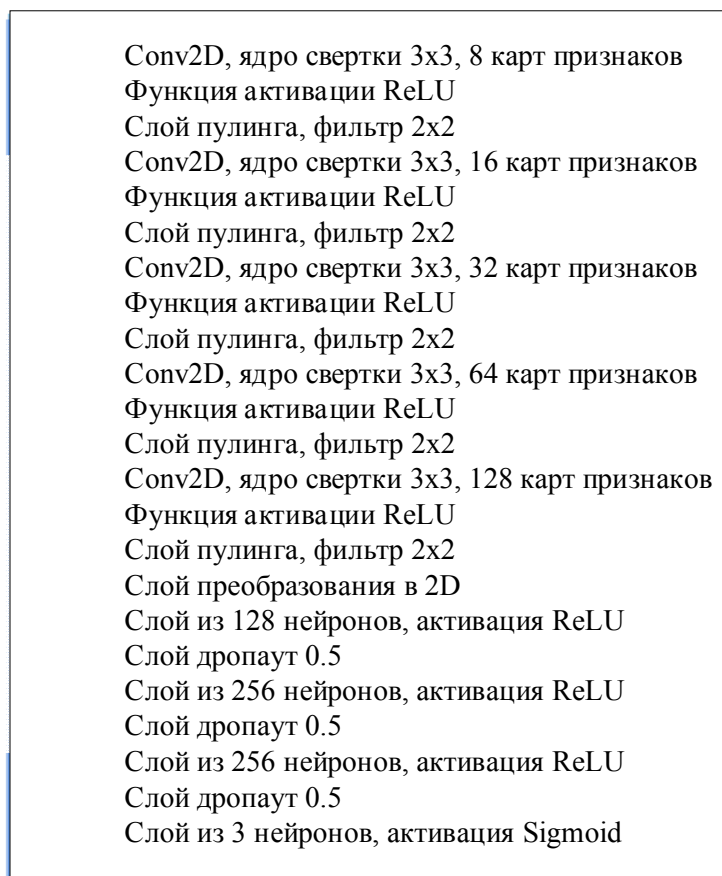 Conv2D, ядро свертки 3x3, 8 карт признаков
Функция активации ReLU
Слой пулинга, фильтр 2x2
Conv2D, ядро свертки 3x3, 16 карт признаков
Функция активации ReLU
Слой пулинга, фильтр 2x2
Conv2D, ядро свертки 3x3, 32 карт признаков
Функция активации ReLU
Слой пулинга, фильтр 2x2
Conv2D, ядро свертки 3x3, 64 карт признаков
Функция активации ReLU
Слой пулинга, фильтр 2x2
Conv2D, ядро свертки 3x3, 128 карт признаков
Функция активации ReLU
Слой пулинга, фильтр 2x2
Слой преобразования в 2D
Слой из 128 нейронов, активация ReLU
Слой дропаут 0.5
Слой из 256 нейронов, активация ReLU
Слой дропаут 0.5
Слой из 256 нейронов, активация ReLU
Слой дропаут 0.5
Слой из 3 нейронов, активация Sigmoid